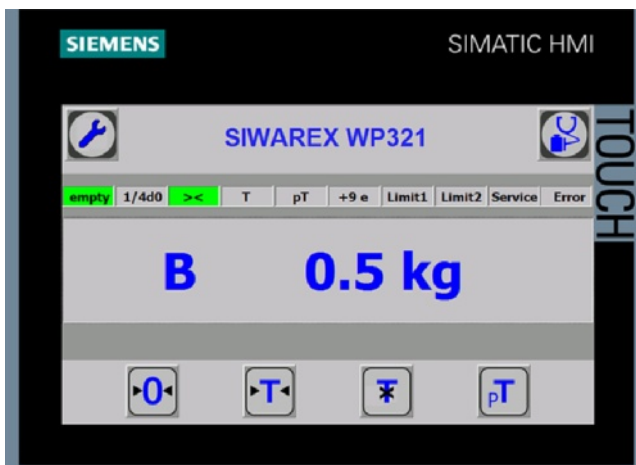 SIEMENS
SIMATIC HMI
SIWAREX WP321
TOUCH
empty 1/4d0 >< T pT +9 e Limit1 Limit2 Service Error
B 0.5 kg
▸0◂ ▸T◂ T pT